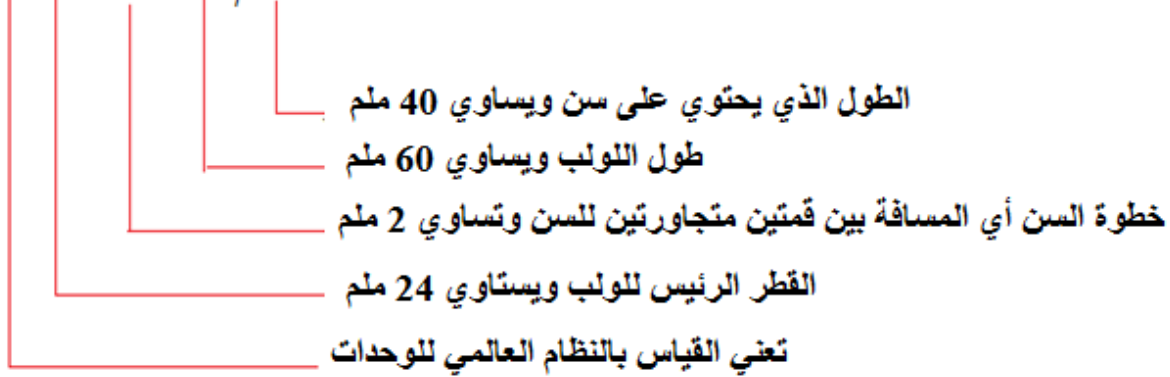 الطول الذي يحتوي على سن ويساوي 40 ملم
طول اللولب ويساوي 60 ملم
خطوة السن أي المسافة بين قمتين متجاورتين للسن وتساوي 2 ملم
القطر الرئيس للولب ويستاوي 24 ملم
تعني القياس بالنظام العالمي للوحدات